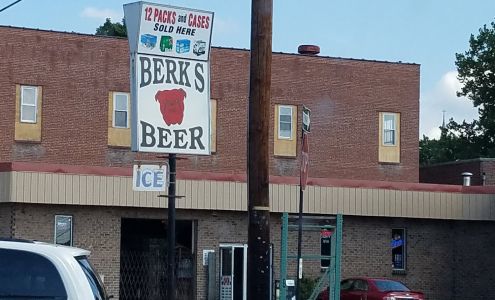 12 PACKS and CASES
SOLD HERE
BERK'S
BEER
ICE